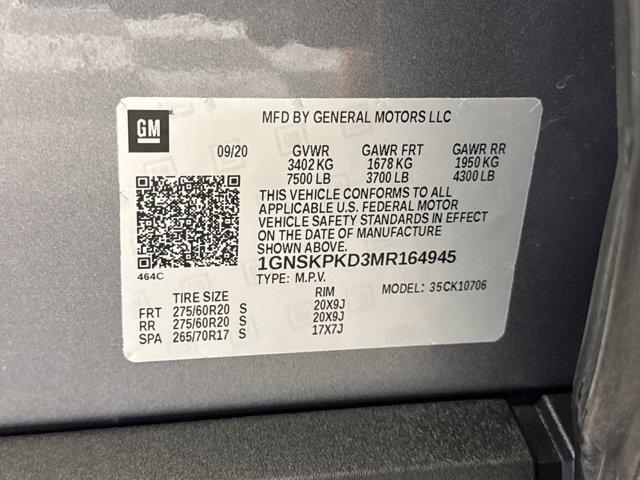 GM
MFD BY GENERAL MOTORS LLC
09/20 GVWR GAWR FRT GAWR RR
3402 KG 1678 KG 1950 KG
7500 LB 3700 LB 4300 LB
THIS VEHICLE CONFORMS TO ALL
APPLICABLE U.S. FEDERAL MOTOR
VEHICLE SAFETY STANDARDS IN EFFECT
ON THE DATE OF MANUFACTURE
SHOWN ABOVE.
464C
1GNSKPKD3MR164945
TYPE: M.P.V.
MODEL: 35CK10706
TIRE SIZE RIM
FRT 275/60R20 S 20X9J
RR 275/60R20 S 20X9J
SPA 265/70R17 S 17X7J